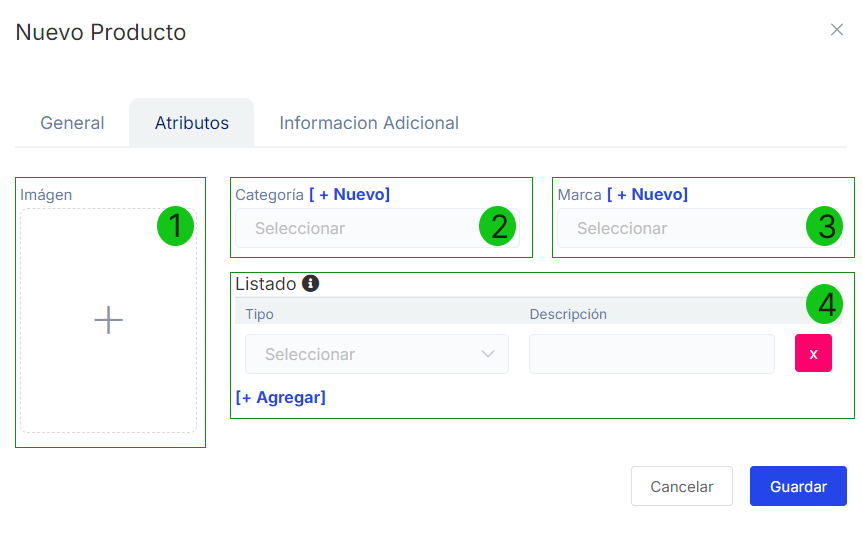 Nuevo Producto
General Atributos Informacion Adicional
Imágen
1
Categoría [ + Nuevo]
Seleccionar
2
Marca [ + Nuevo]
Seleccionar
3
Listado
4
Tipo Descripción
Seleccionar x
[+ Agregar]
Cancelar Guardar